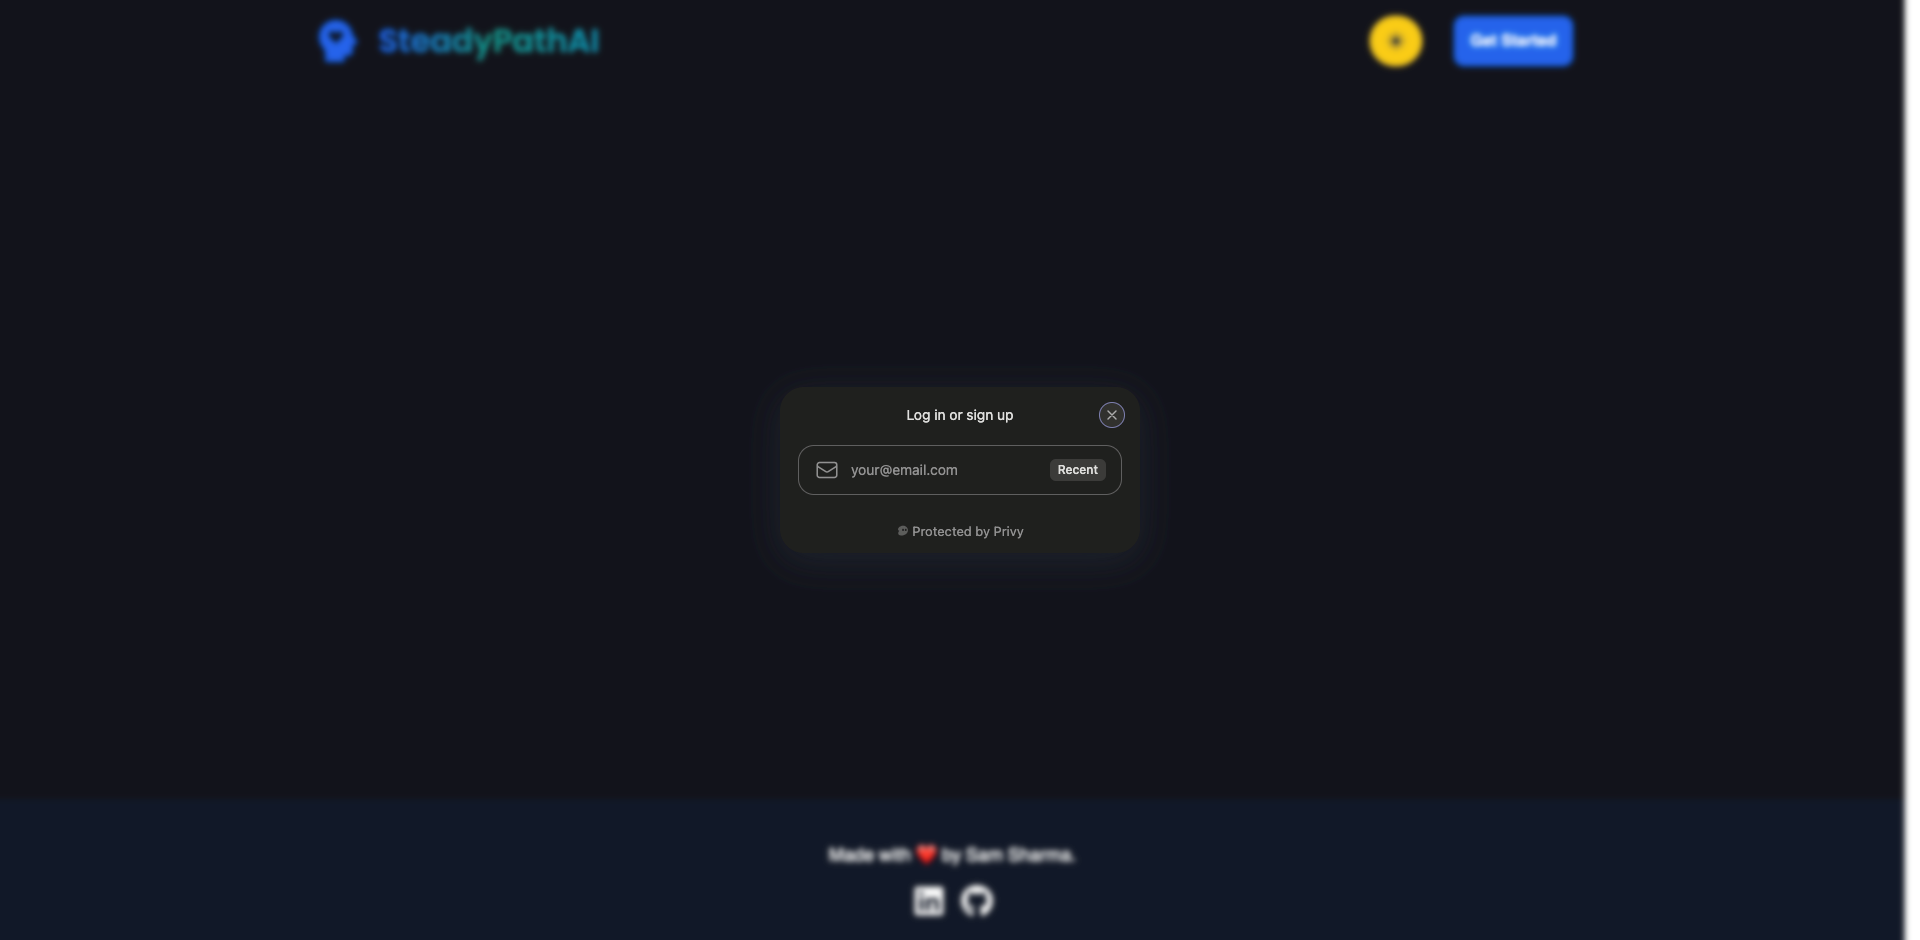 SteadyPathAI
Get Started
Log in or sign up
your@email.com
Recent
Protected by Privy
Made with ❤️ by Sam Sharma.
in